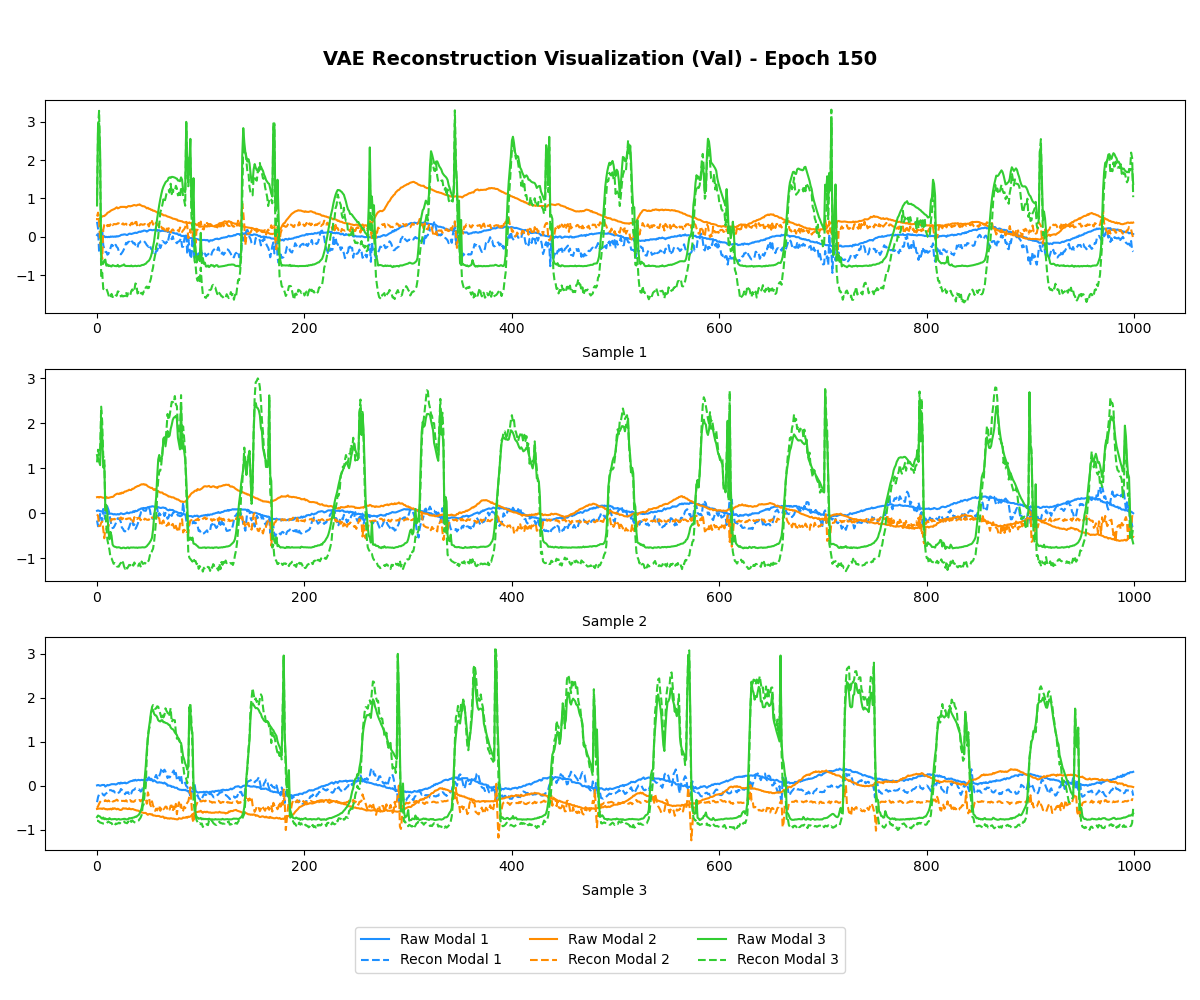 VAE Reconstruction Visualization (Val) - Epoch 150
3
2
1
0
−1
0 200 400 600 800 1000
Sample 1
3
2
1
0
−1
0 200 400 600 800 1000
Sample 2
3
2
1
0
−1
0 200 400 600 800 1000
Sample 3
Raw Modal 1 Raw Modal 2 Raw Modal 3
Recon Modal 1 Recon Modal 2 Recon Modal 3